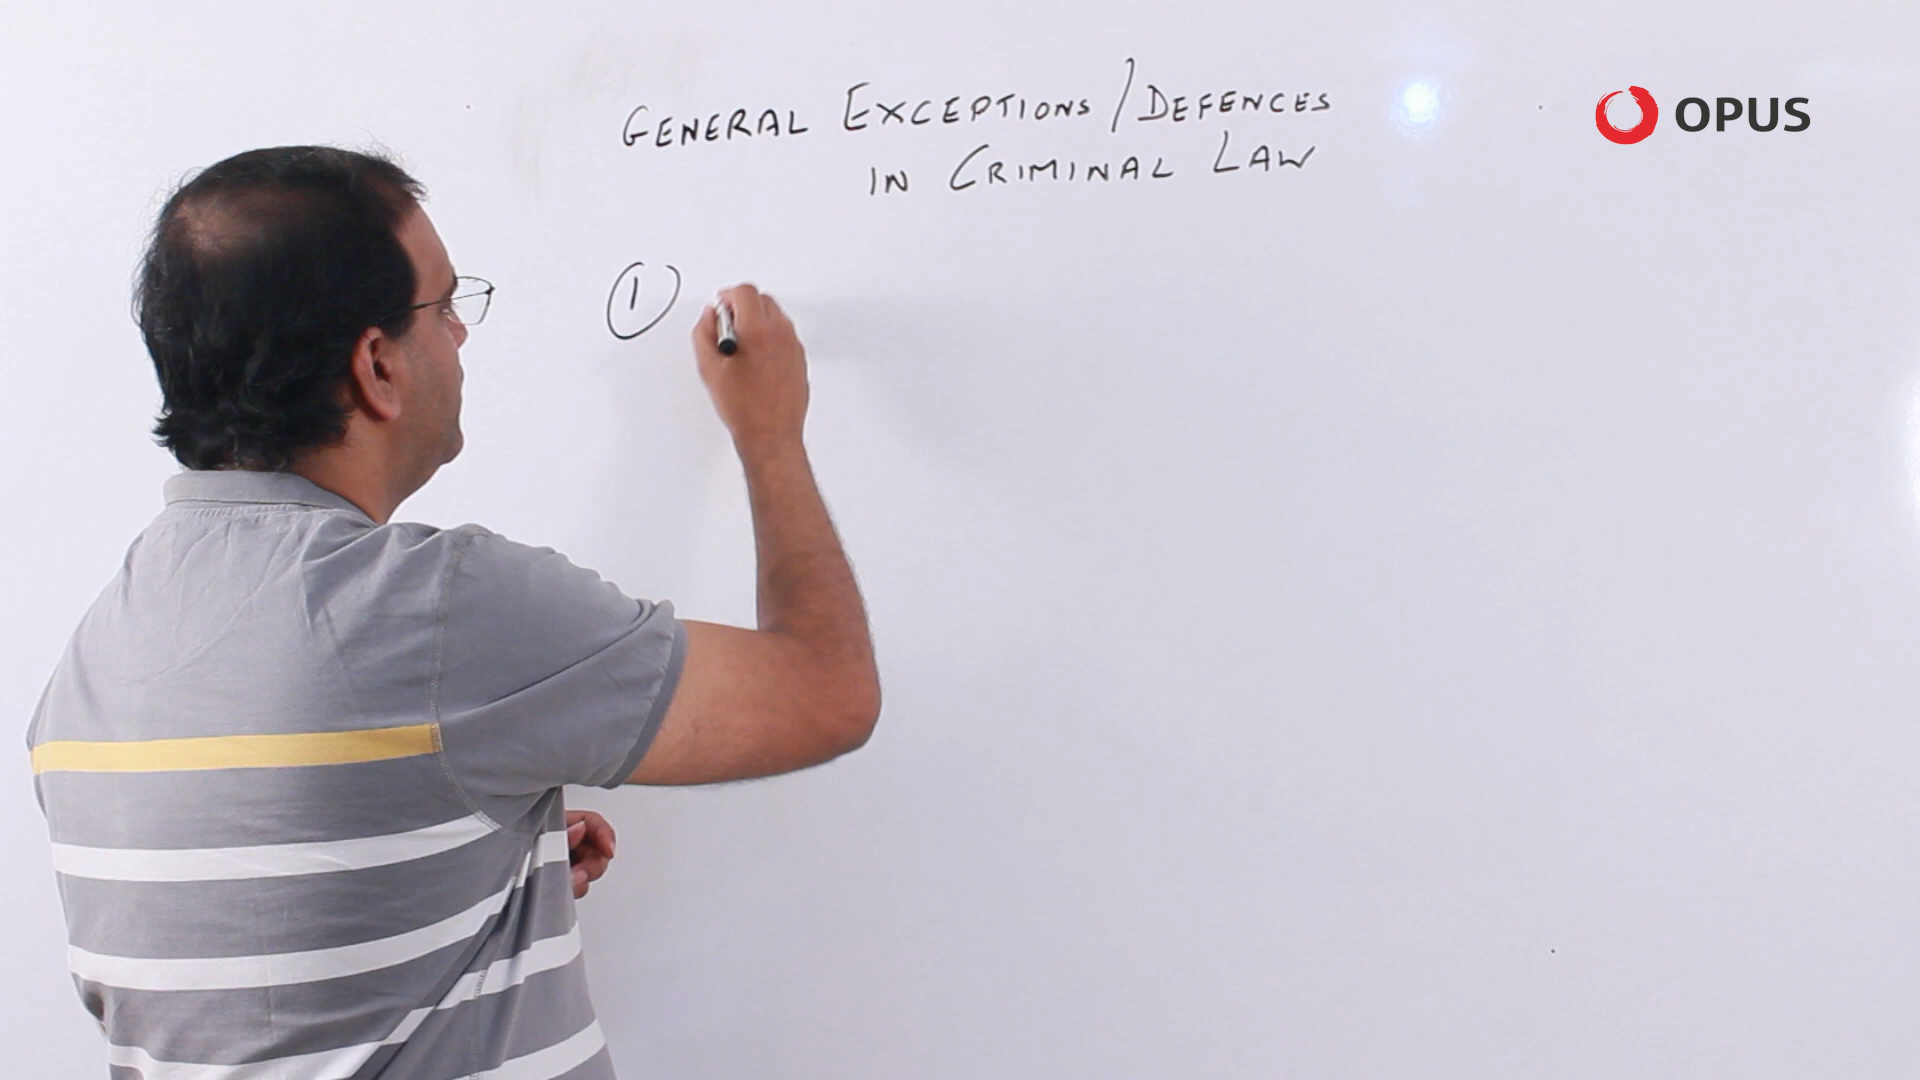 GENERAL EXCEPTIONS / DEFENCES
IN CRIMINAL LAW
OPUS
1